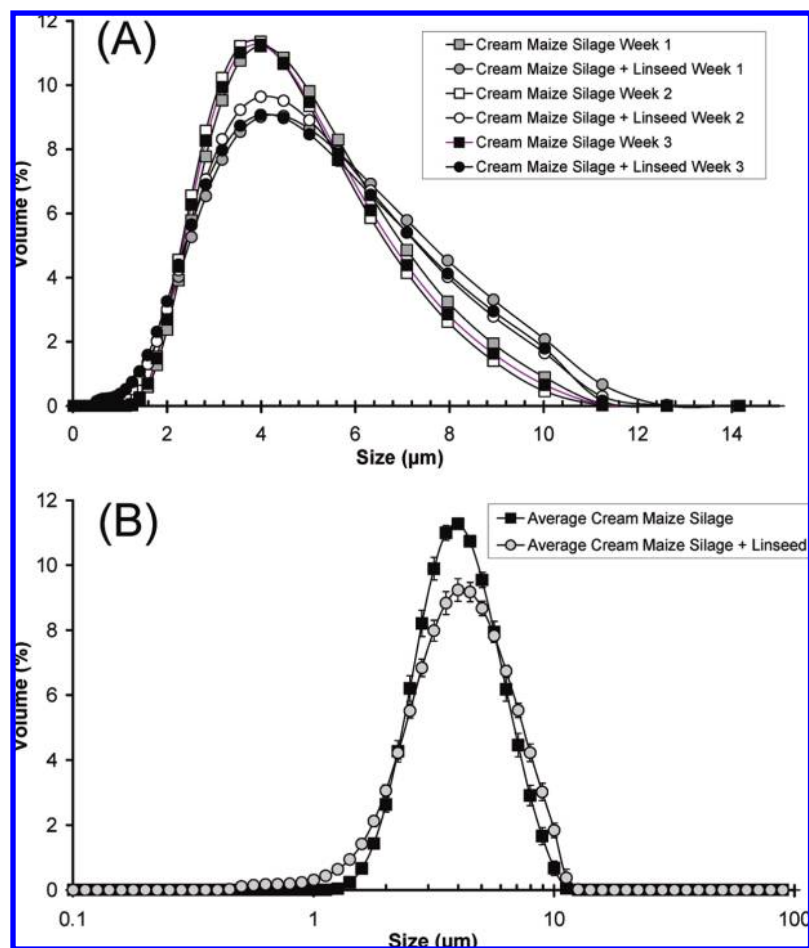 (A)
12
10
8
6
4
2
0
Volume (%)
Cream Maize Silage Week 1
Cream Maize Silage + Linseed Week 1
Cream Maize Silage Week 2
Cream Maize Silage + Linseed Week 2
Cream Maize Silage Week 3
Cream Maize Silage + Linseed Week 3
0 2 4 6 8 10 12 14
Size (µm)
(B)
12
10
8
6
4
2
0
Volume (%)
Average Cream Maize Silage
Average Cream Maize Silage + Linseed
0.1 1 10 100
Size (µm)